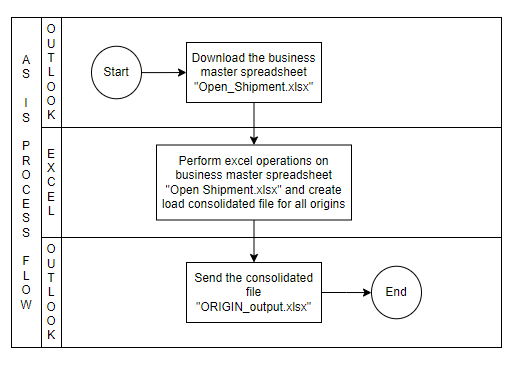 AS IS PROCESS FLOW
OUTLOOK
Start
Download the business
master spreadsheet
"Open_Shipment.xlsx"
EXCEL
Perform excel operations on
business master spreadsheet
"Open Shipment.xlsx" and create
load consolidated file for all origins
OUTLOOK
Send the consolidated
file
"ORIGIN_output.xlsx"
End